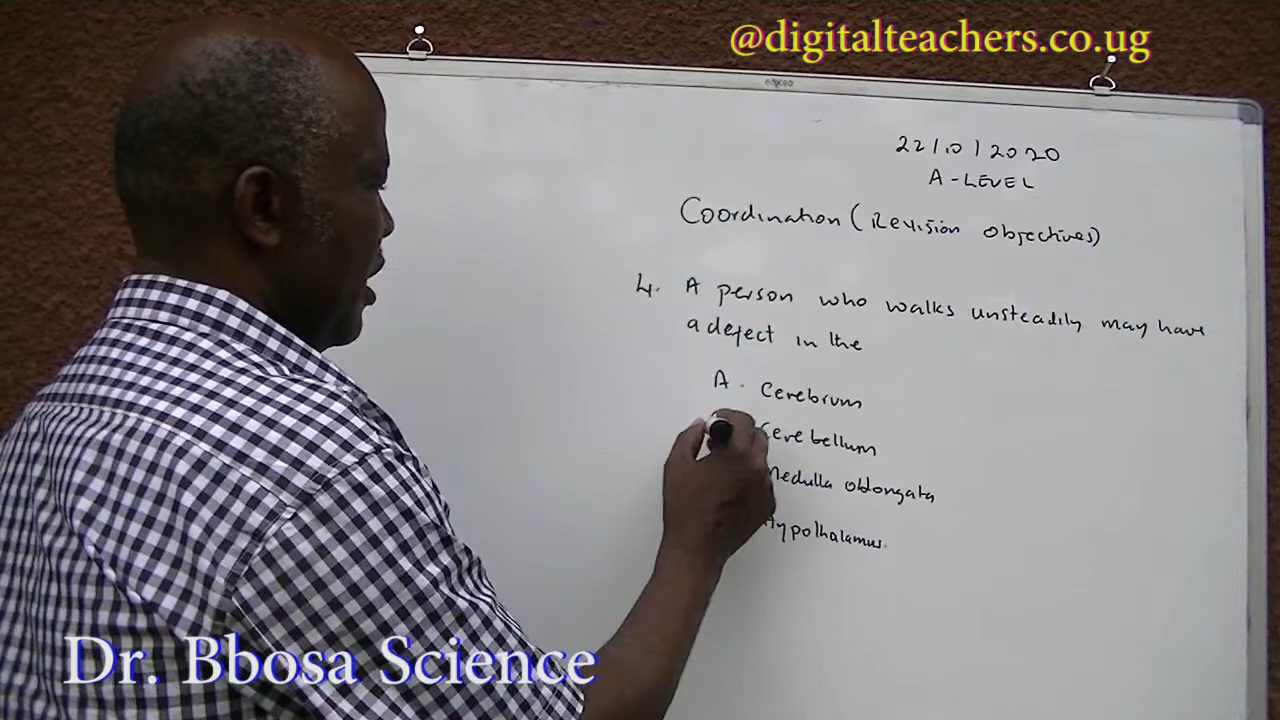 @digitalteachers.co.ug
22/10/2020
A-LEVEL
Coordination (Revision objectives)
4. A person who walks unsteadily may have
a defect in the
A. Cerebrum
Cerebellum
Medulla oblongata
Hypothalamus.
Dr. Bbosa Science